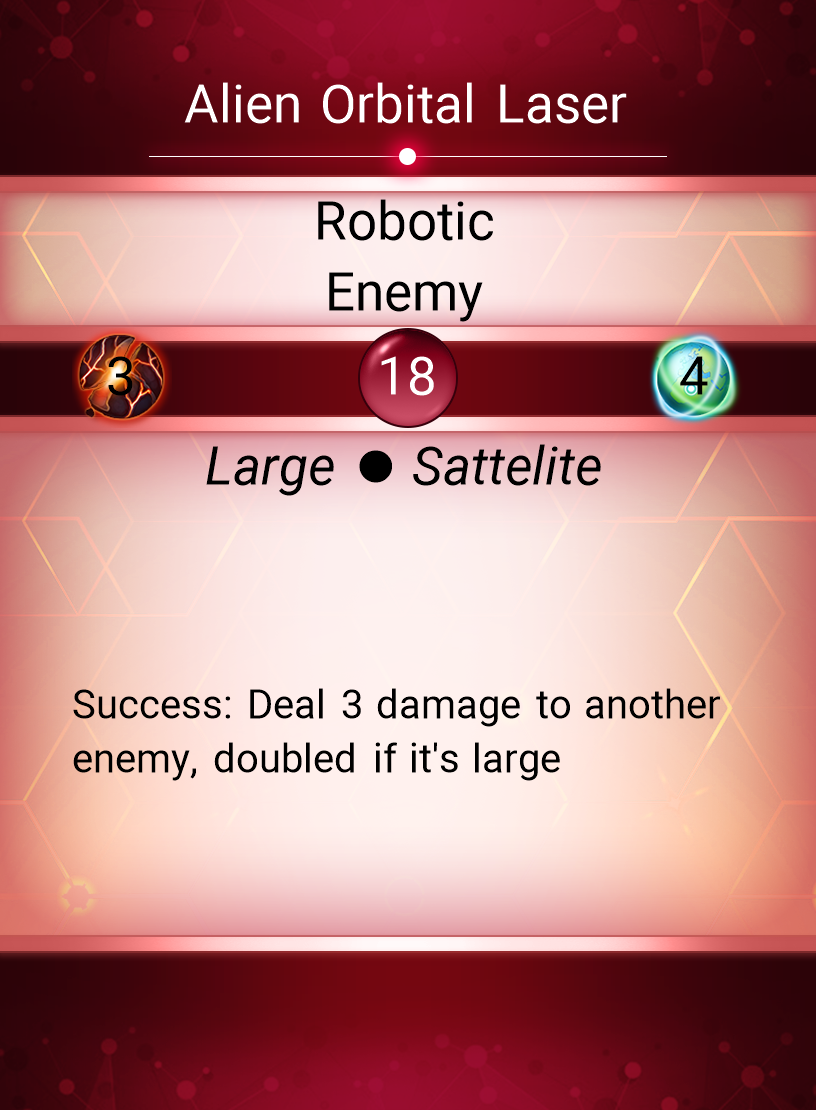 Alien Orbital Laser
Robotic
Enemy
3 18 4
Large ● Sattelite
Success: Deal 3 damage to another
enemy, doubled if it's large